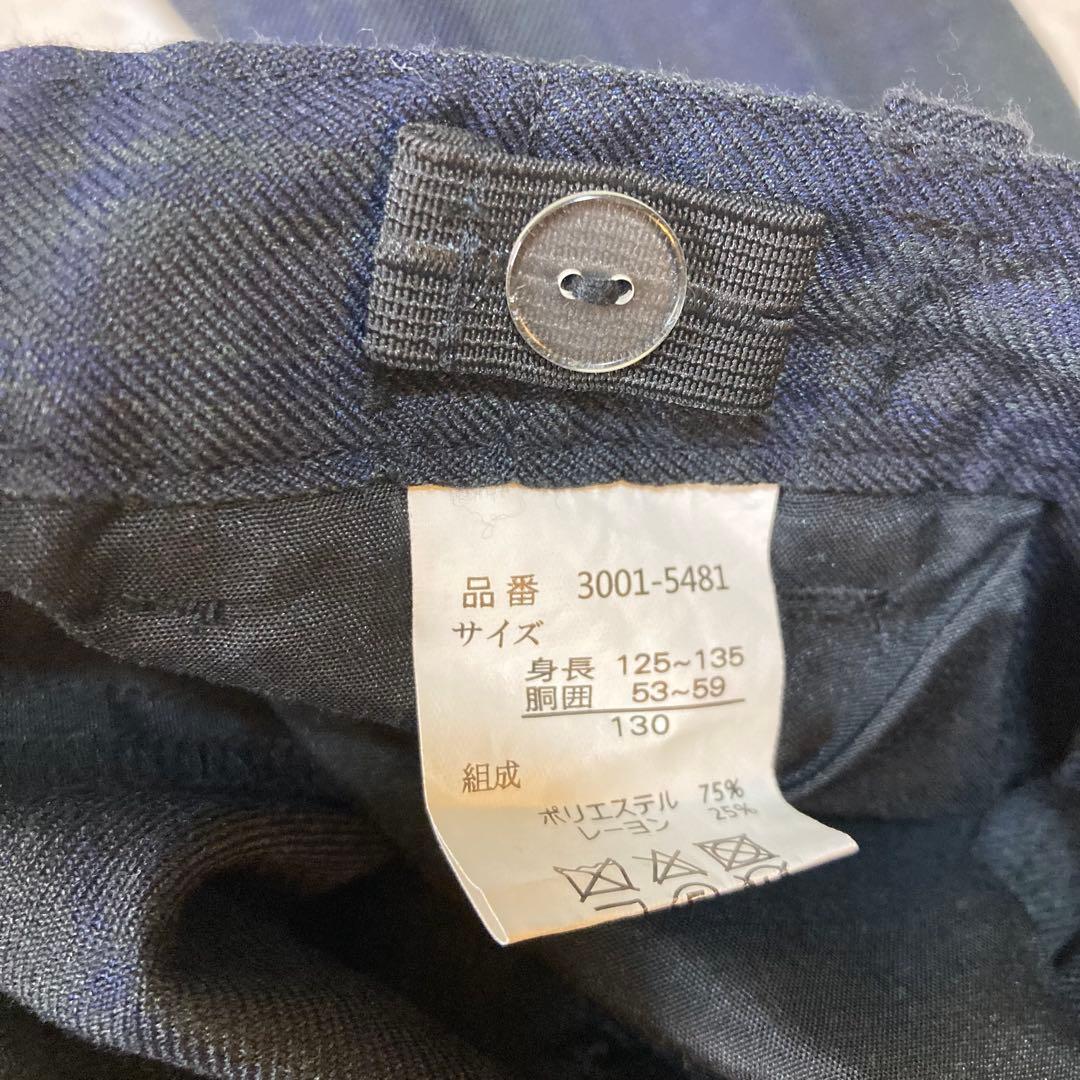 品番 3001-5481
サイズ
身長 125~135
胴囲 53~59
130
組成
ポリエステル 75%
レーヨン 25%